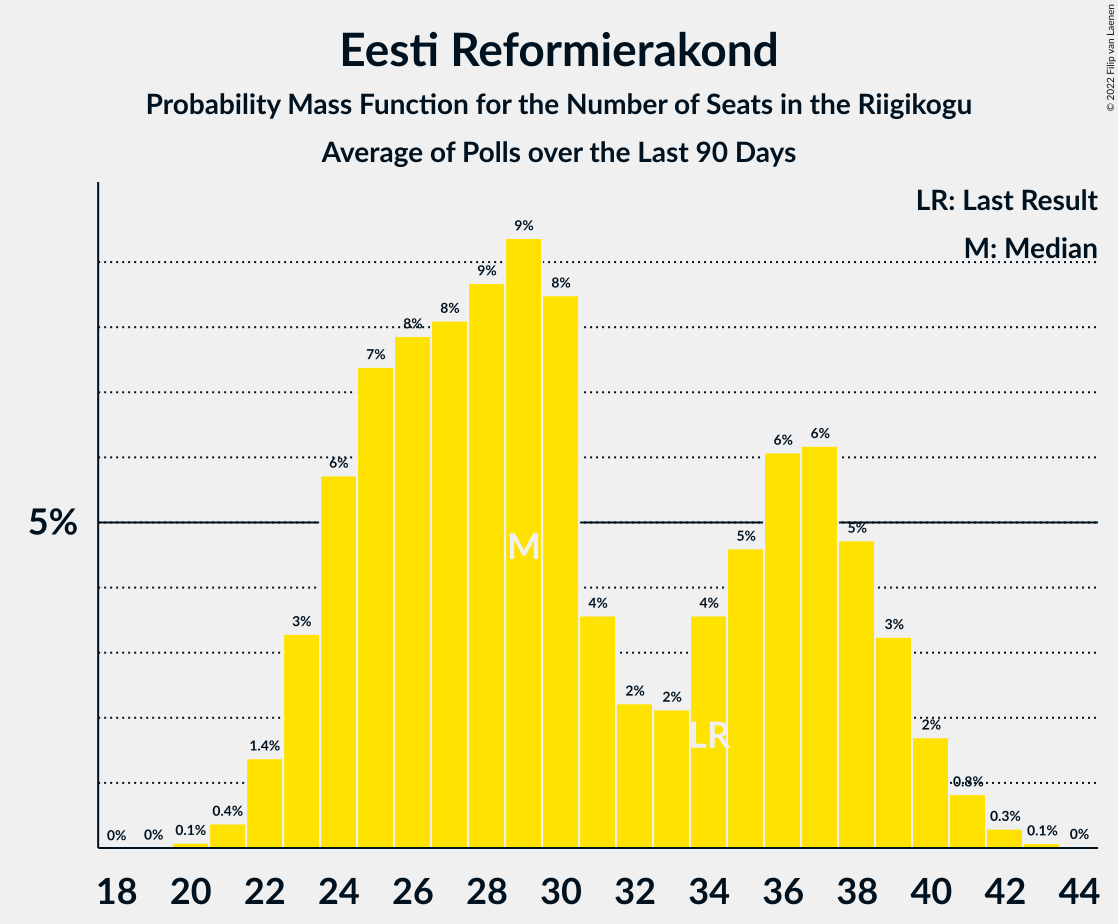 Eesti Reformierakond
Probability Mass Function for the Number of Seats in the Riigikogu
Average of Polls over the Last 90 Days
© 2022 Filip van Laenen
LR: Last Result
M: Median
5%
0% 0% 0.1% 0.4% 1.4% 3% 6% 7% 8% 8% 9% 9% 8% 4% 2% 2% 4% 5% 6% 6% 5% 3% 2% 0.8% 0.3% 0.1% 0%
M
LR
18 20 22 24 26 28 30 32 34 36 38 40 42 44